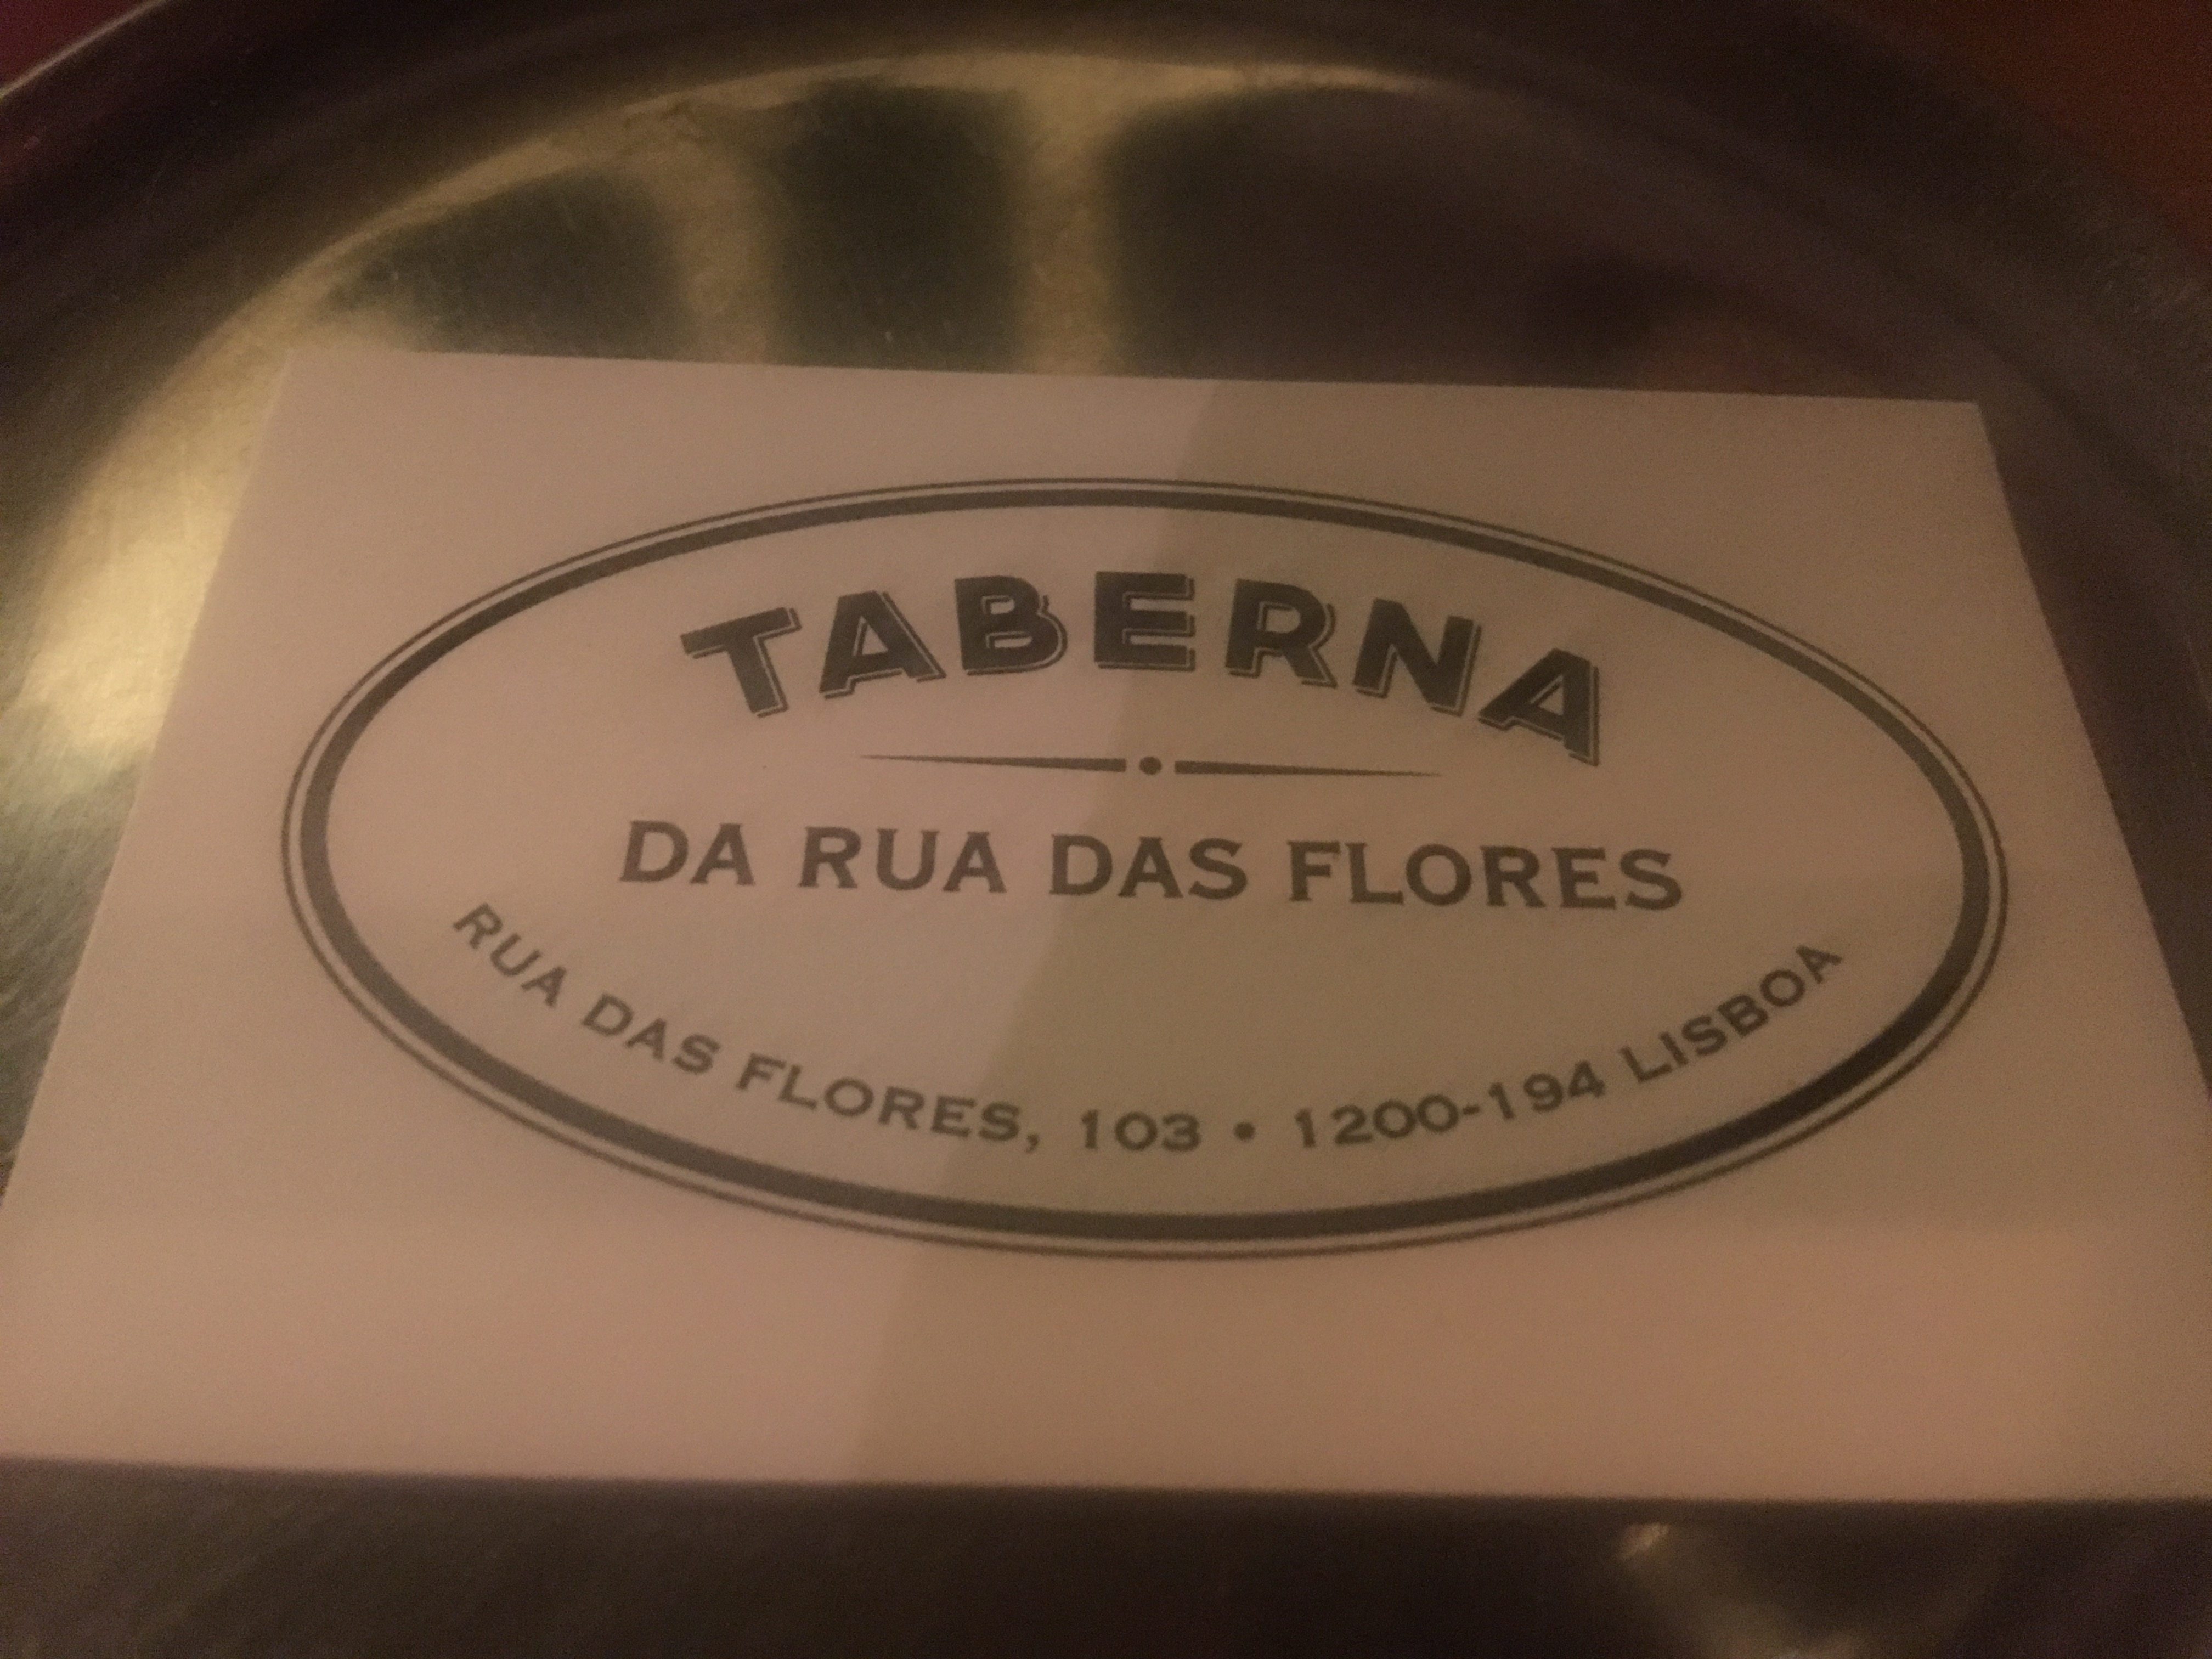 TABERNA
DA RUA DAS FLORES
RUA DAS FLORES, 103 • 1200-194 LISBOA